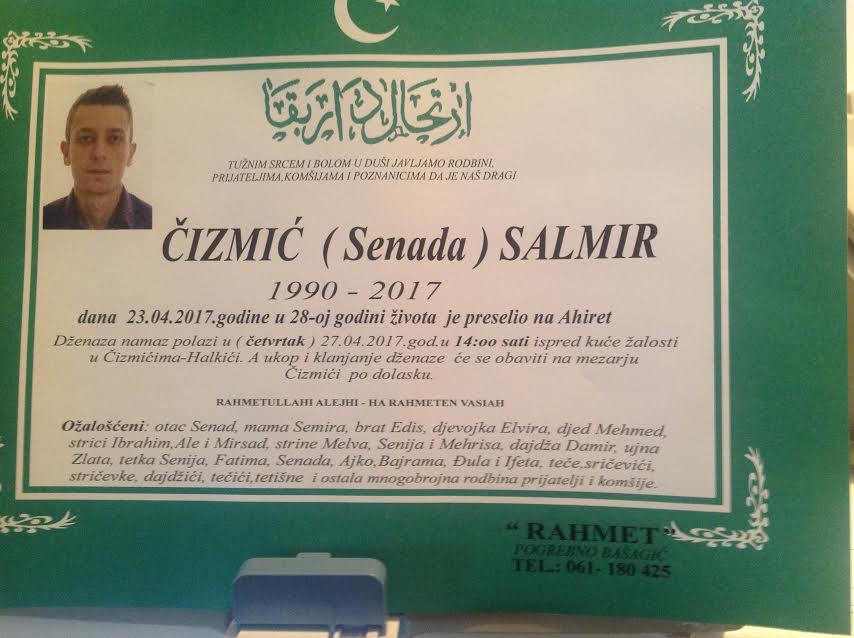 ارتحال دار بقا
TUŽNIM SRCEM I BOLOM U DUŠI JAVLJAMO RODBINI,
PRIJATELJIMA,KOMŠIJAMA I POZNANICIMA DA JE NAŠ DRAGI
ČIZMIĆ ( Senada ) SALMIR
1990 - 2017
dana 23.04.2017.godine u 28-oj godini života je preselio na Ahiret
Dženaza namaz polazi u ( četvrtak ) 27.04.2017.god.u 14:oo sati ispred kuće žalosti
u Čizmićima-Halkići. A ukop i klanjanje dženaze će se obaviti na mezarju
Čizmići po dolasku.
RAHMETULLAHI ALEJHI - HA RAHMETEN VASIAH
Ožalošćeni: otac Senad, mama Semira, brat Edis, djevojka Elvira, djed Mehmed,
strici Ibrahim,Ale i Mirsad, strine Melva, Senija i Mehrisa, dajdža Damir, ujna
Zlata, tetka Senija, Fatima, Senada, Ajko,Bajrama, Đula i Ifeta, teče,sričevići,
stričevke, dajdžići, tečići,tetišne i ostala mnogobrojna rodbina prijatelji i komšije.
“ RAHMET ”
POGREBNO BAŠAGIĆ
TEL.: 061- 180 425